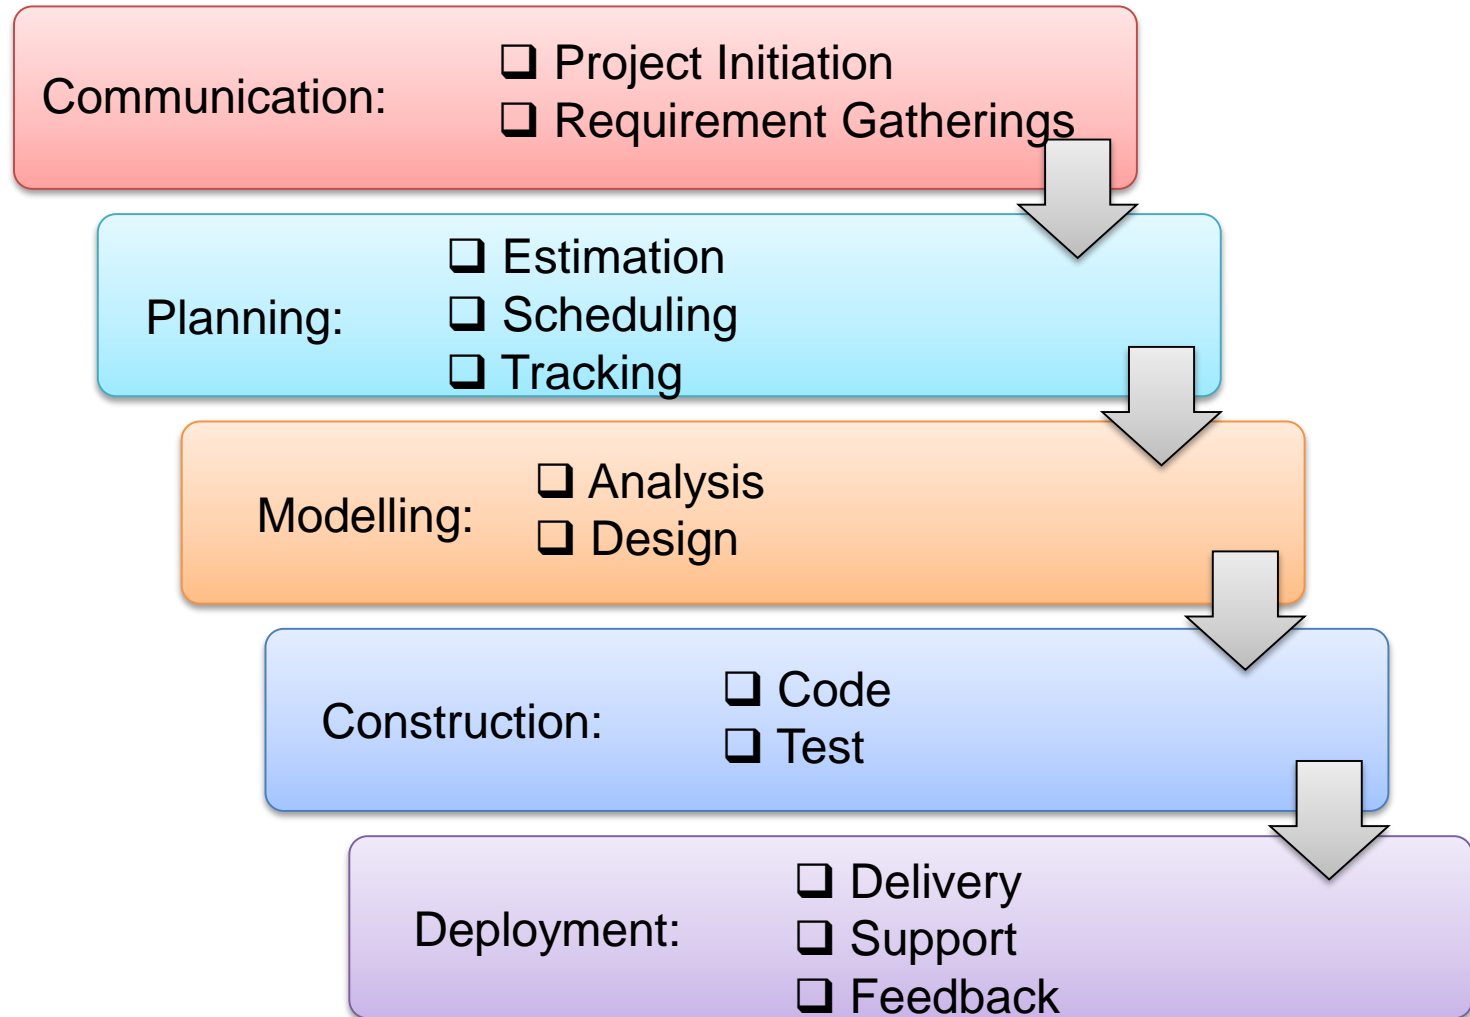 Communication:
❑ Project Initiation
❑ Requirement Gatherings
Planning:
❑ Estimation
❑ Scheduling
❑ Tracking
Modelling:
❑ Analysis
❑ Design
Construction:
❑ Code
❑ Test
Deployment:
❑ Delivery
❑ Support
❑ Feedback